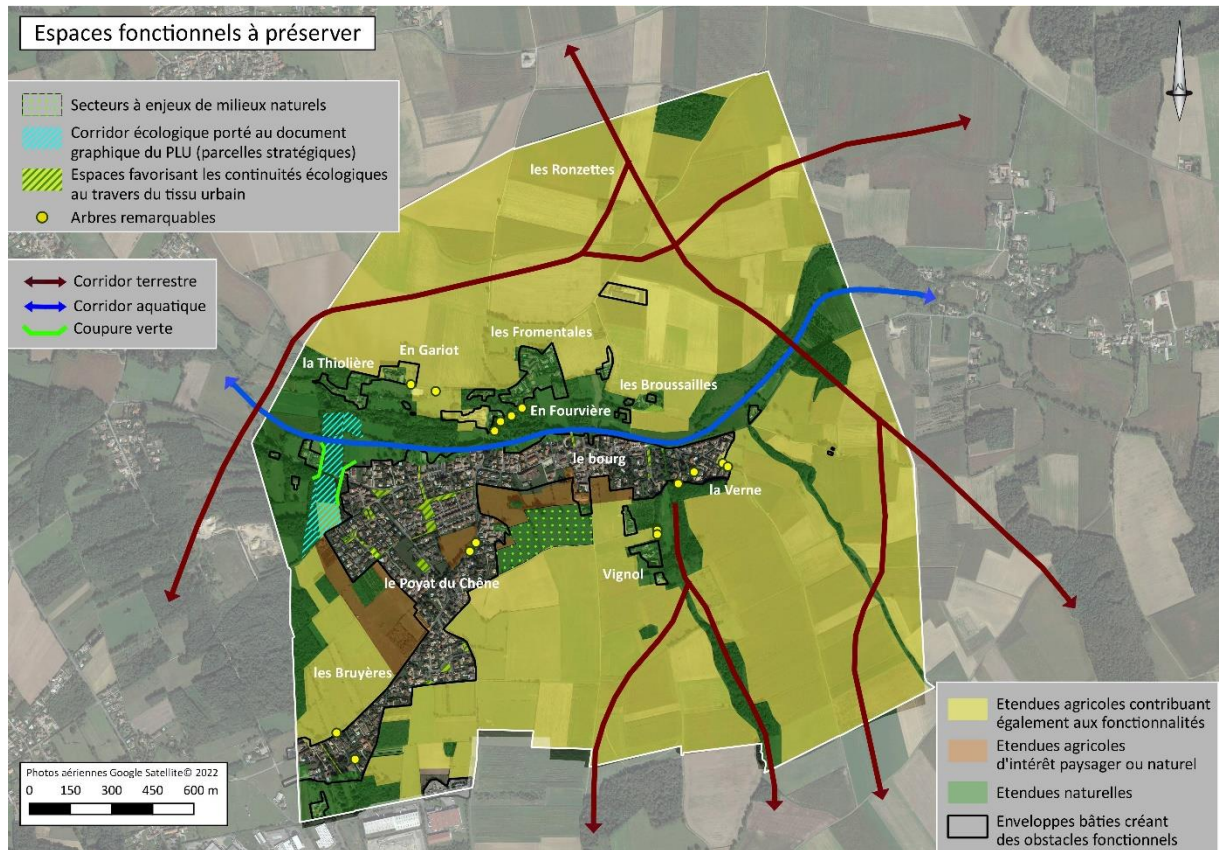 Espaces fonctionnels à préserver
Secteurs à enjeux de milieux naturels
Corridor écologique porté au document
graphique du PLU (parcelles stratégiques)
Espaces favorisant les continuités écologiques
au travers du tissu urbain
Arbres remarquables
Corridor terrestre
Corridor aquatique
Coupure verte
les Ronzettes
les Fromentales
En Gariot
la Thiolière
les Broussailles
En Fourvière
le bourg
la Verne
le Poyat du Chêne
Vignol
les Bruyères
Photos aériennes Google Satellite© 2022
0 150 300 450 600 m
Etendues agricoles contribuant
également aux fonctionnalités
Etendues agricoles
d'intérêt paysager ou naturel
Etendues naturelles
Enveloppes bâties créant
des obstacles fonctionnels